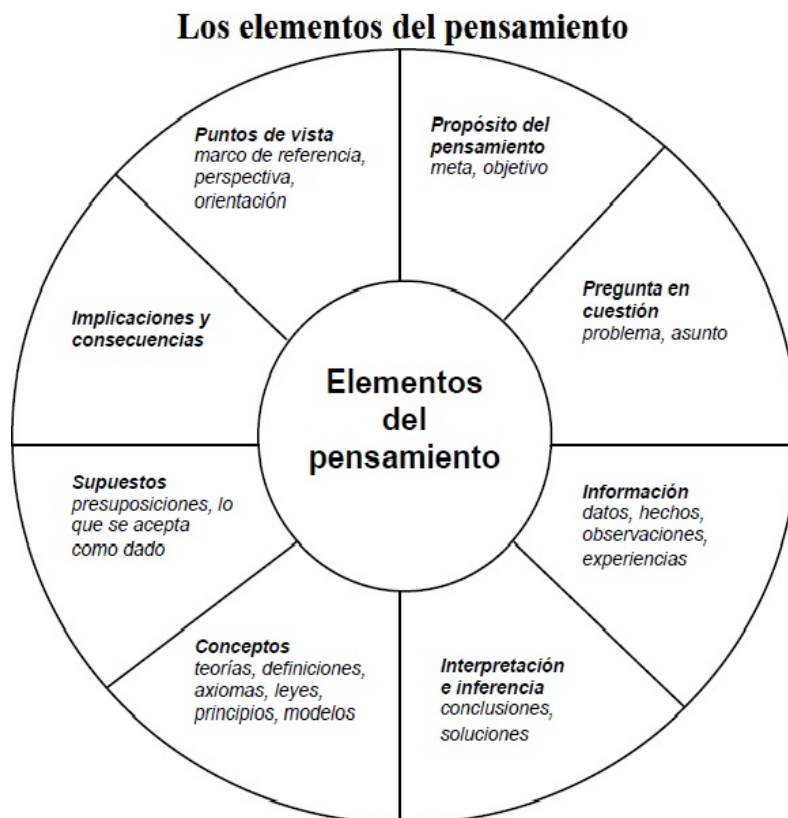 Los elementos del pensamiento
Propósito del
pensamiento
meta, objetivo
Pregunta en
cuestión
problema, asunto
Información
datos, hechos,
observaciones,
experiencias
Interpretación
e inferencia
conclusiones,
soluciones
Conceptos
teorías, definiciones,
axiomas, leyes,
principios, modelos
Supuestos
presuposiciones, lo
que se acepta
como dado
Implicaciones y
consecuencias
Puntos de vista
marco de referencia,
perspectiva,
orientación
Elementos
del
pensamiento